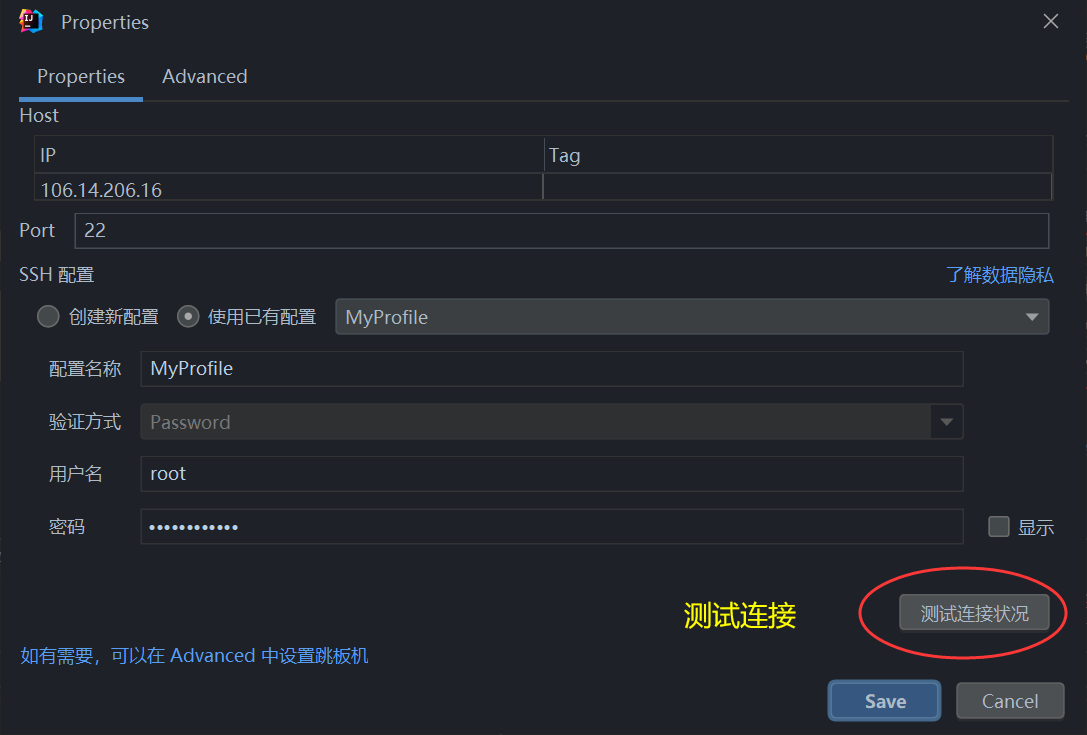 Properties
Properties Advanced
Host
IP Tag
106.14.206.16
Port 22
SSH 配置 了解数据隐私
创建新配置 使用已有配置 MyProfile
配置名称 MyProfile
验证方式 Password
用户名 root
密码 •••••••••••• 显示
测试连接 测试连接状况
如有需要，可以在 Advanced 中设置跳板机
Save Cancel